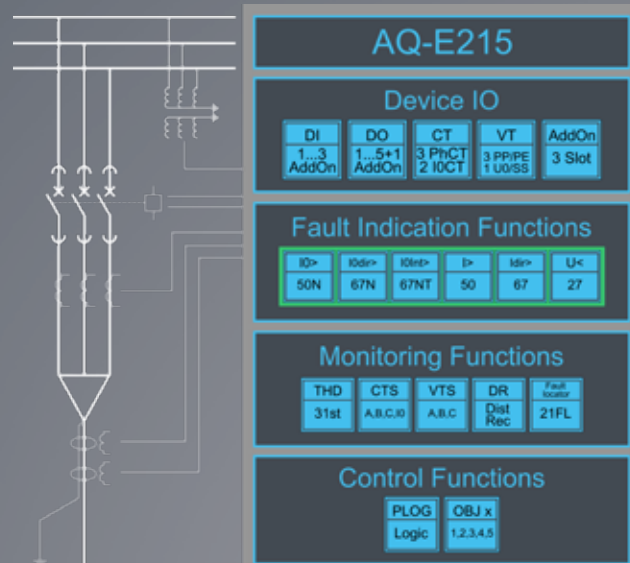 AQ-E215
Device IO
DI DO CT VT AddOn
1...3 AddOn
1...5+1 AddOn
3 PhCT 2 I0CT
3 PP/PE 1 U0/SS
3 Slot
Fault Indication Functions
I0> I0dir> I0Int> I> Idir> U<
50N 67N 67NT 50 67 27
Monitoring Functions
THD CTS VTS DR Fault locator
31st A,B,C,I0 A,B,C Dist Rec 21FL
Control Functions
PLOG OBJ x
Logic 1,2,3,4,5